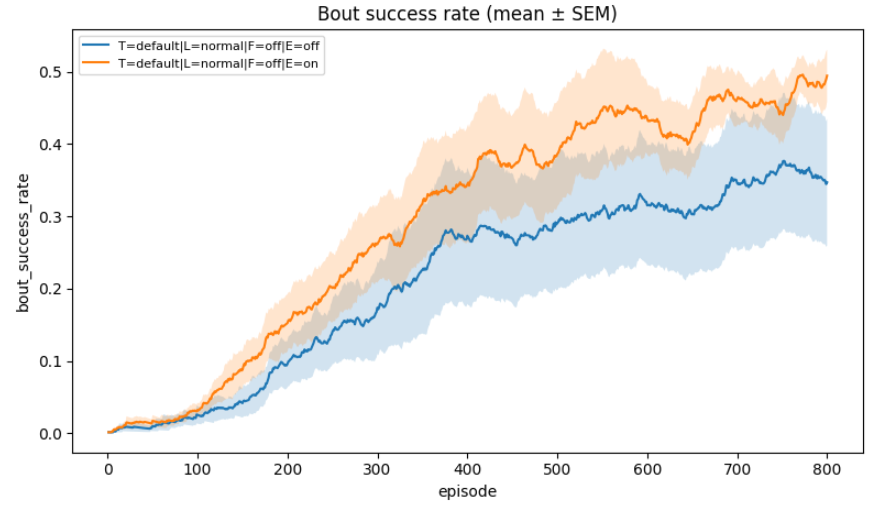 Bout success rate (mean ± SEM)
T=default|L=normal|F=off|E=off
T=default|L=normal|F=off|E=on
bout_success_rate
0.5
0.4
0.3
0.2
0.1
0.0
0 100 200 300 400 500 600 700 800
episode